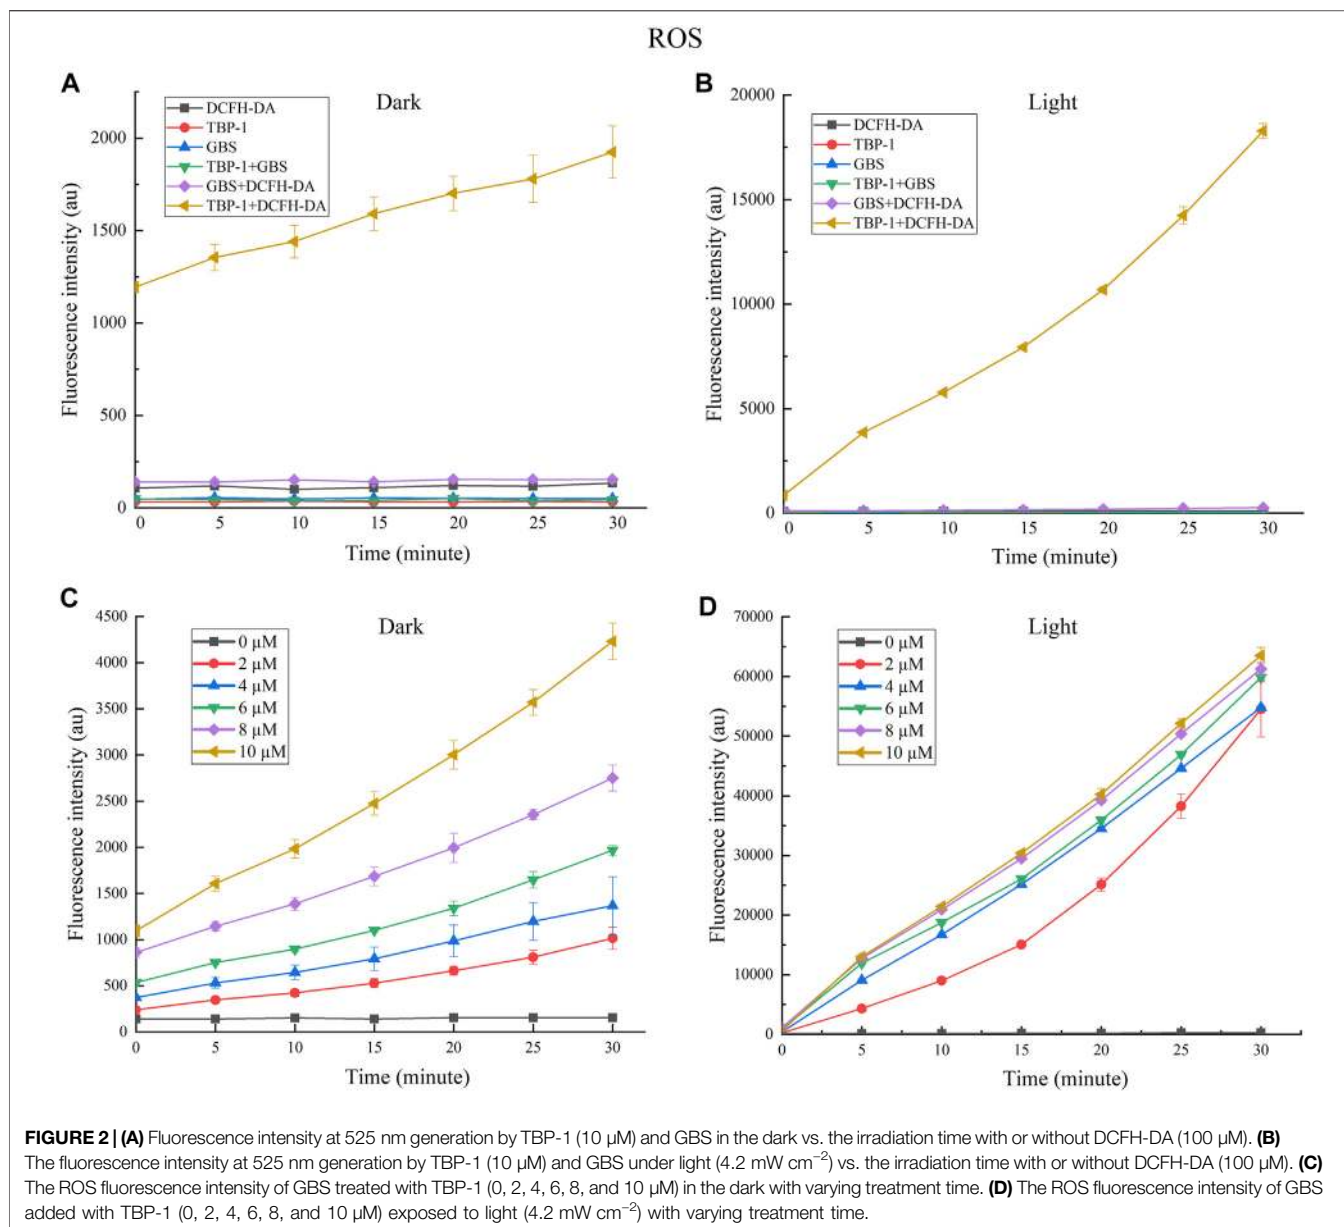 ROS
A
Dark
DCFH-DA
TBP-1
GBS
TBP-1+GBS
GBS+DCFH-DA
TBP-1+DCFH-DA
2000
1500
1000
500
0
Fluorescence intensity (au)
0 5 10 15 20 25 30
Time (minute)
B
Light
DCFH-DA
TBP-1
GBS
TBP-1+GBS
GBS+DCFH-DA
TBP-1+DCFH-DA
20000
15000
10000
5000
0
Fluorescence intensity (au)
0 5 10 15 20 25 30
Time (minute)
C
Dark
0 μM
2 μM
4 μM
6 μM
8 μM
10 μM
4500
4000
3500
3000
2500
2000
1500
1000
500
0
Fluorescence intensity (au)
0 5 10 15 20 25 30
Time (minute)
D
Light
0 μM
2 μM
4 μM
6 μM
8 μM
10 μM
70000
60000
50000
40000
30000
20000
10000
0
Fluorescence intensity (au)
0 5 10 15 20 25 30
Time (minute)
FIGURE 2 | (A) Fluorescence intensity at 525 nm generation by TBP-1 (10 μM) and GBS in the dark vs. the irradiation time with or without DCFH-DA (100 μM). (B)
The fluorescence intensity at 525 nm generation by TBP-1 (10 μM) and GBS under light (4.2 mW cm⁻²) vs. the irradiation time with or without DCFH-DA (100 μM). (C)
The ROS fluorescence intensity of GBS treated with TBP-1 (0, 2, 4, 6, 8, and 10 μM) in the dark with varying treatment time. (D) The ROS fluorescence intensity of GBS
added with TBP-1 (0, 2, 4, 6, 8, and 10 μM) exposed to light (4.2 mW cm⁻²) with varying treatment time.